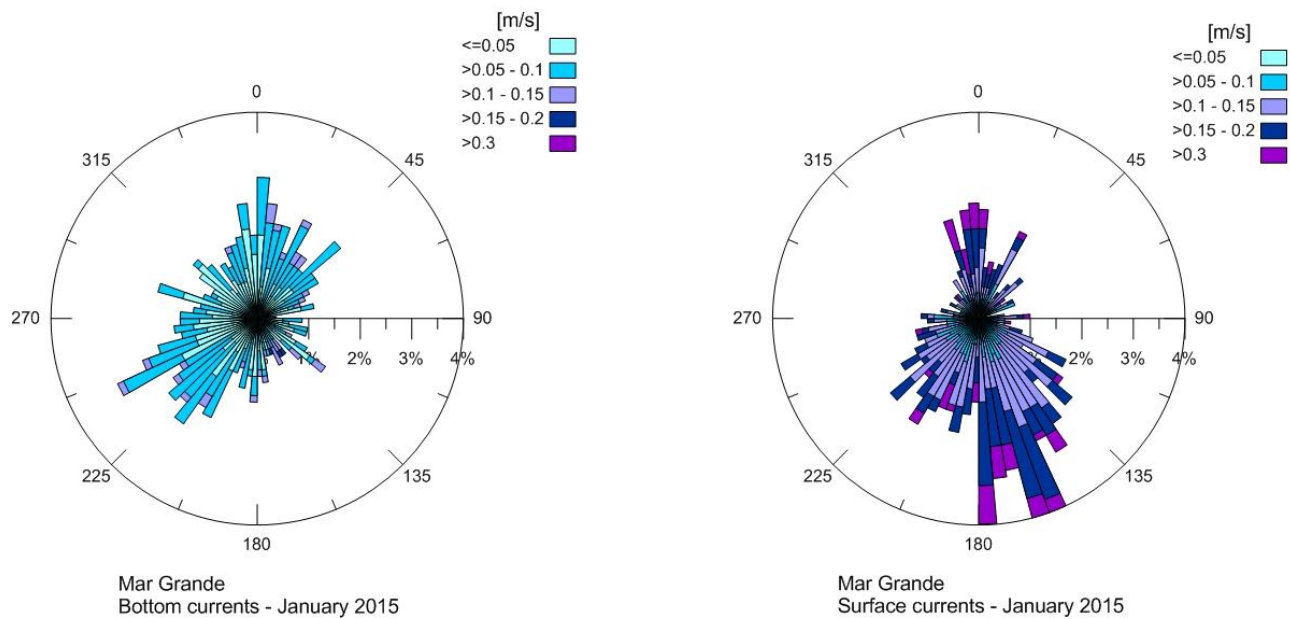 [m/s]
<=0.05
>0.05 - 0.1
>0.1 - 0.15
>0.15 - 0.2
>0.3
0
45
90
135
180
225
270
315
1%
2%
3%
4%
Mar Grande
Bottom currents - January 2015
[m/s]
<=0.05
>0.05 - 0.1
>0.1 - 0.15
>0.15 - 0.2
>0.3
0
45
90
135
180
225
270
315
2%
3%
4%
Mar Grande
Surface currents - January 2015